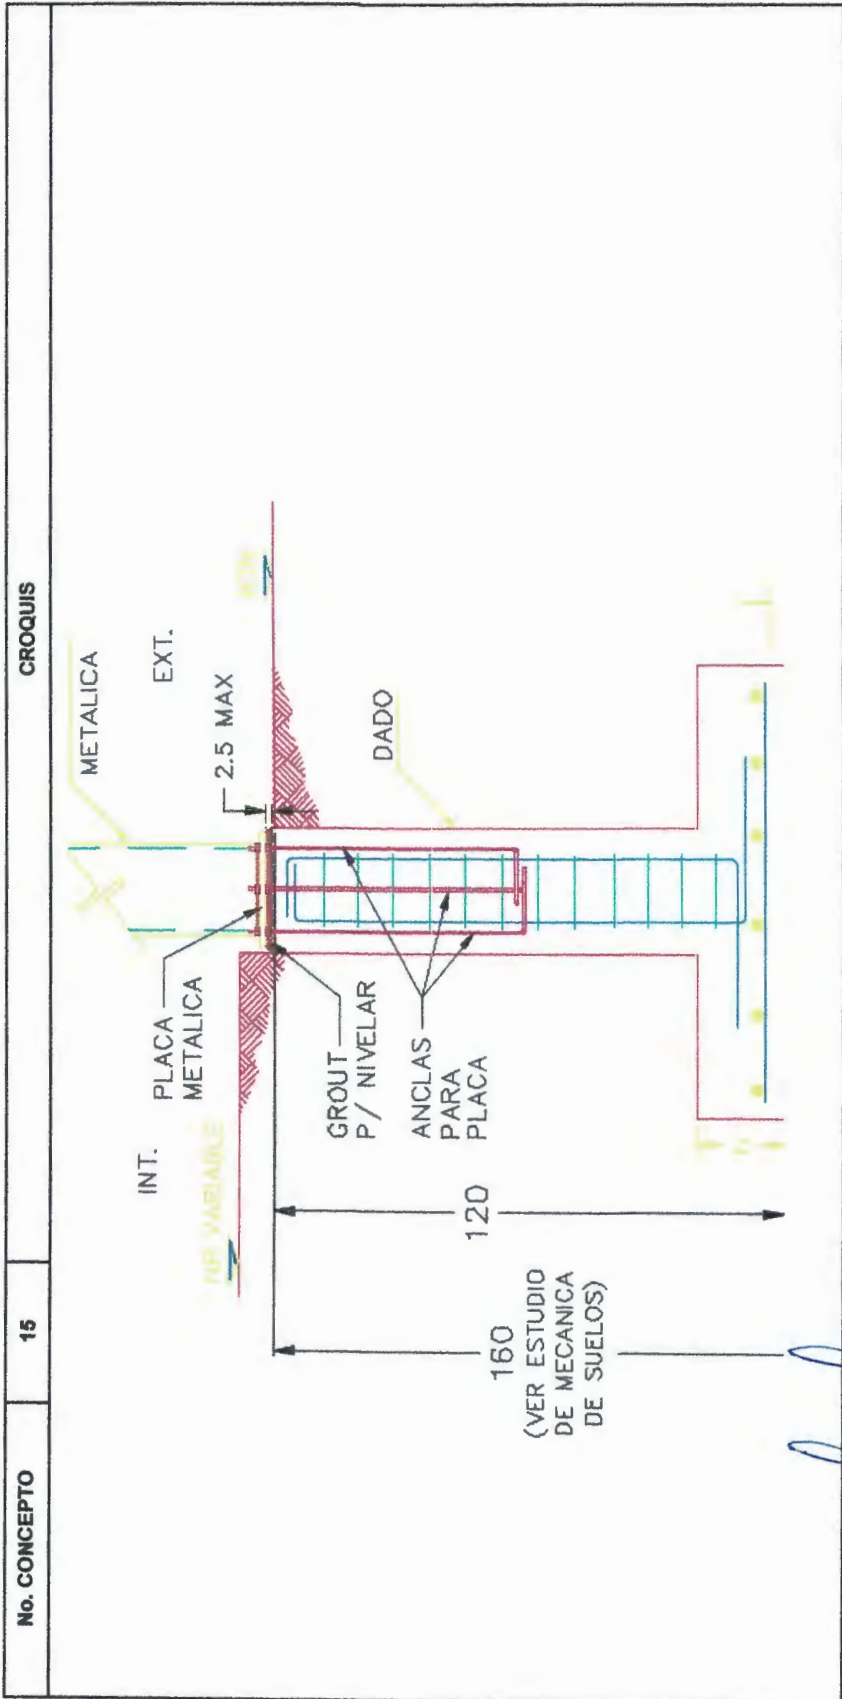 No. CONCEPTO
15
CROQUIS
METALICA
INT.
EXT.
PLACA
METALICA
2.5 MAX
NPT VARIABLE
GROUT
P/ NIVELAR
DADO
ANCLAS
PARA
PLACA
120
160
(VER ESTUDIO
DE MECANICA
DE SUELOS)